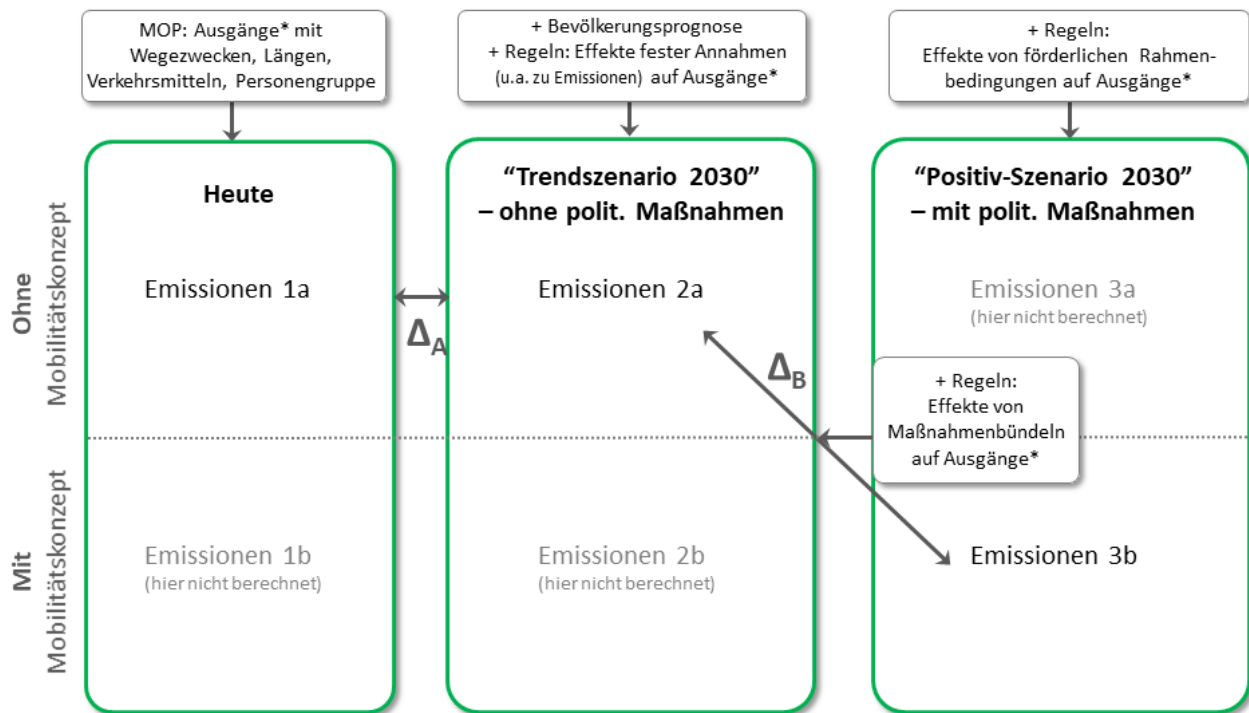 MOP: Ausgänge* mit
Wegezwecken, Längen,
Verkehrsmitteln, Personengruppe
+ Bevölkerungsprognose
+ Regeln: Effekte fester Annahmen
(u.a. zu Emissionen) auf Ausgänge*
+ Regeln:
Effekte von förderlichen Rahmen-
bedingungen auf Ausgänge*
Heute
“Trendszenario 2030”
– ohne polit. Maßnahmen
“Positiv-Szenario 2030”
– mit polit. Maßnahmen
Ohne
Mobilitätskonzept
Emissionen 1a
Emissionen 2a
Emissionen 3a
(hier nicht berechnet)
ΔA
ΔB
+ Regeln:
Effekte von
Maßnahmenbündeln
auf Ausgänge*
Mit
Mobilitätskonzept
Emissionen 1b
(hier nicht berechnet)
Emissionen 2b
(hier nicht berechnet)
Emissionen 3b